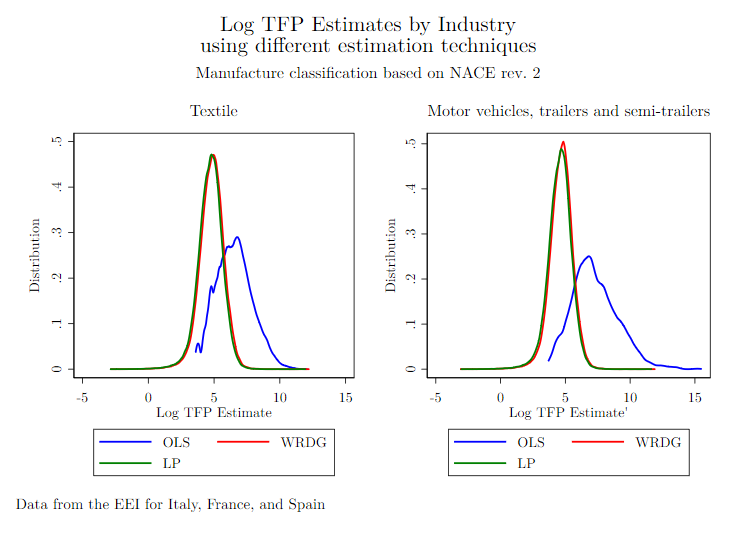 Log TFP Estimates by Industry
using different estimation techniques
Manufacture classification based on NACE rev. 2
Textile
Distribution
.5
.4
.3
.2
.1
0
-5 0 5 10 15
Log TFP Estimate
OLS WRDG
LP
Motor vehicles, trailers and semi-trailers
Distribution
.5
.4
.3
.2
.1
0
-5 0 5 10 15
Log TFP Estimate'
OLS WRDG
LP
Data from the EEI for Italy, France, and Spain